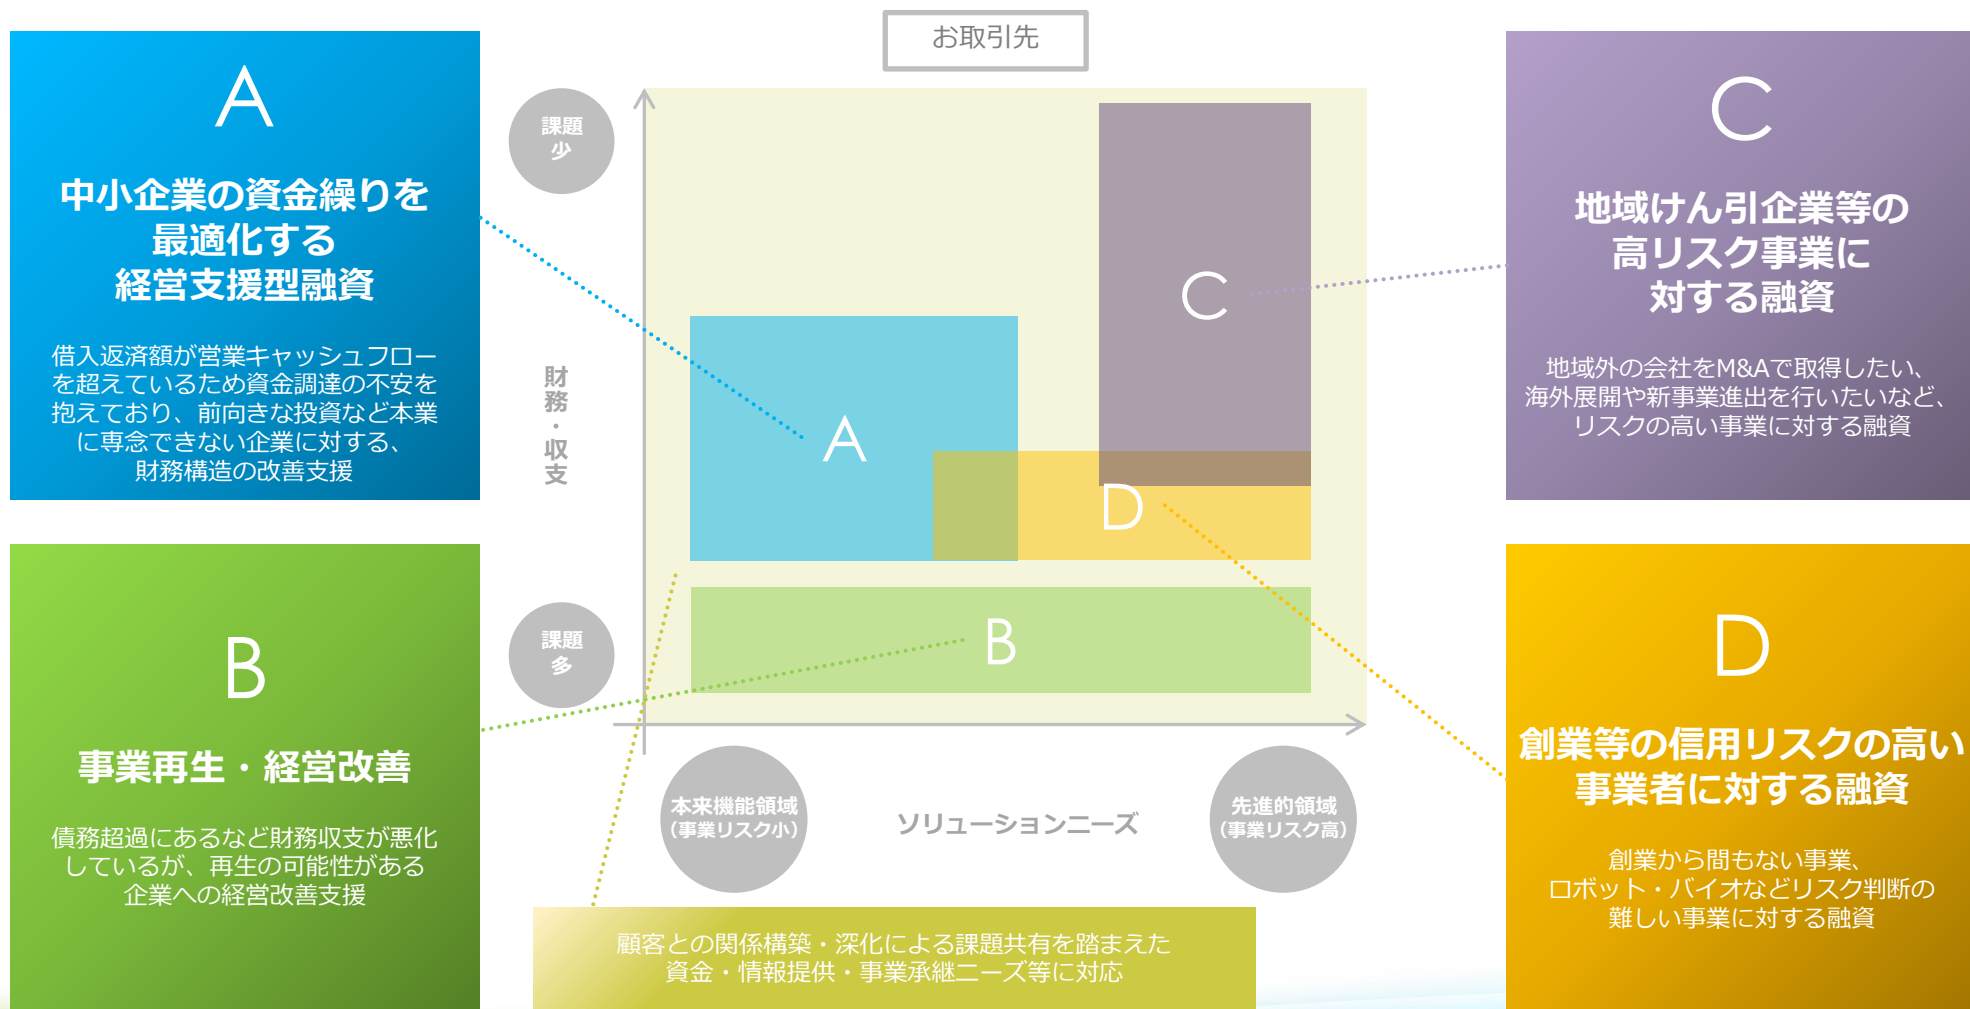 お取引先
A
中小企業の資金繰りを
最適化する
経営支援型融資
借入返済額が営業キャッシュフロー
を超えているため資金調達の不安を
抱えており、前向きな投資など本業
に専念できない企業に対する、
財務構造の改善支援
B
事業再生・経営改善
債務超過にあるなど財務収支が悪化
しているが、再生の可能性がある
企業への経営改善支援
課題
少
財務・収支
課題
多
A
C
D
B
本来機能領域
（事業リスク小）
ソリューションニーズ
先進的領域
（事業リスク高）
顧客との関係構築・深化による課題共有を踏まえた
資金・情報提供・事業承継ニーズ等に対応
C
地域けん引企業等の
高リスク事業に
対する融資
地域外の会社をM&Aで取得したい、
海外展開や新事業進出を行いたいなど、
リスクの高い事業に対する融資
D
創業等の信用リスクの高い
事業者に対する融資
創業から間もない事業、
ロボット・バイオなどリスク判断の
難しい事業に対する融資